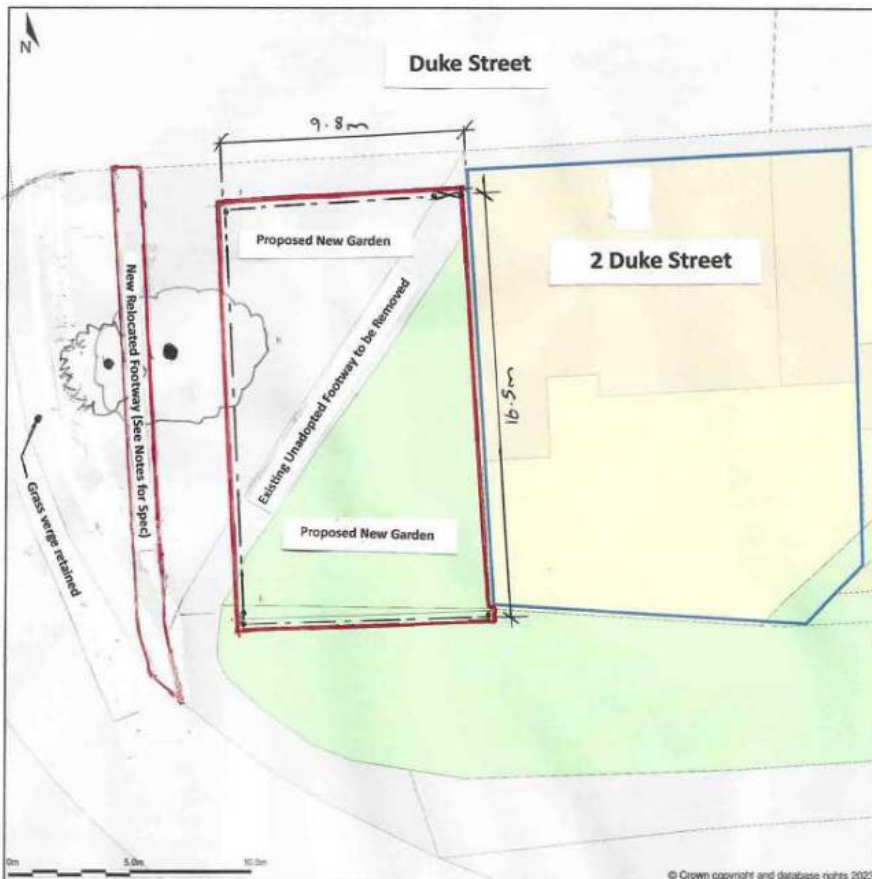 N
Duke Street
9.8m
Proposed New Garden
2 Duke Street
New Relocated Footway (See Notes for Spec)
Existing Unadopted Footway to be Removed
16.5m
Grass verge retained
Proposed New Garden
0m 5.0m 10.0m
© Crown copyright and database rights 2023